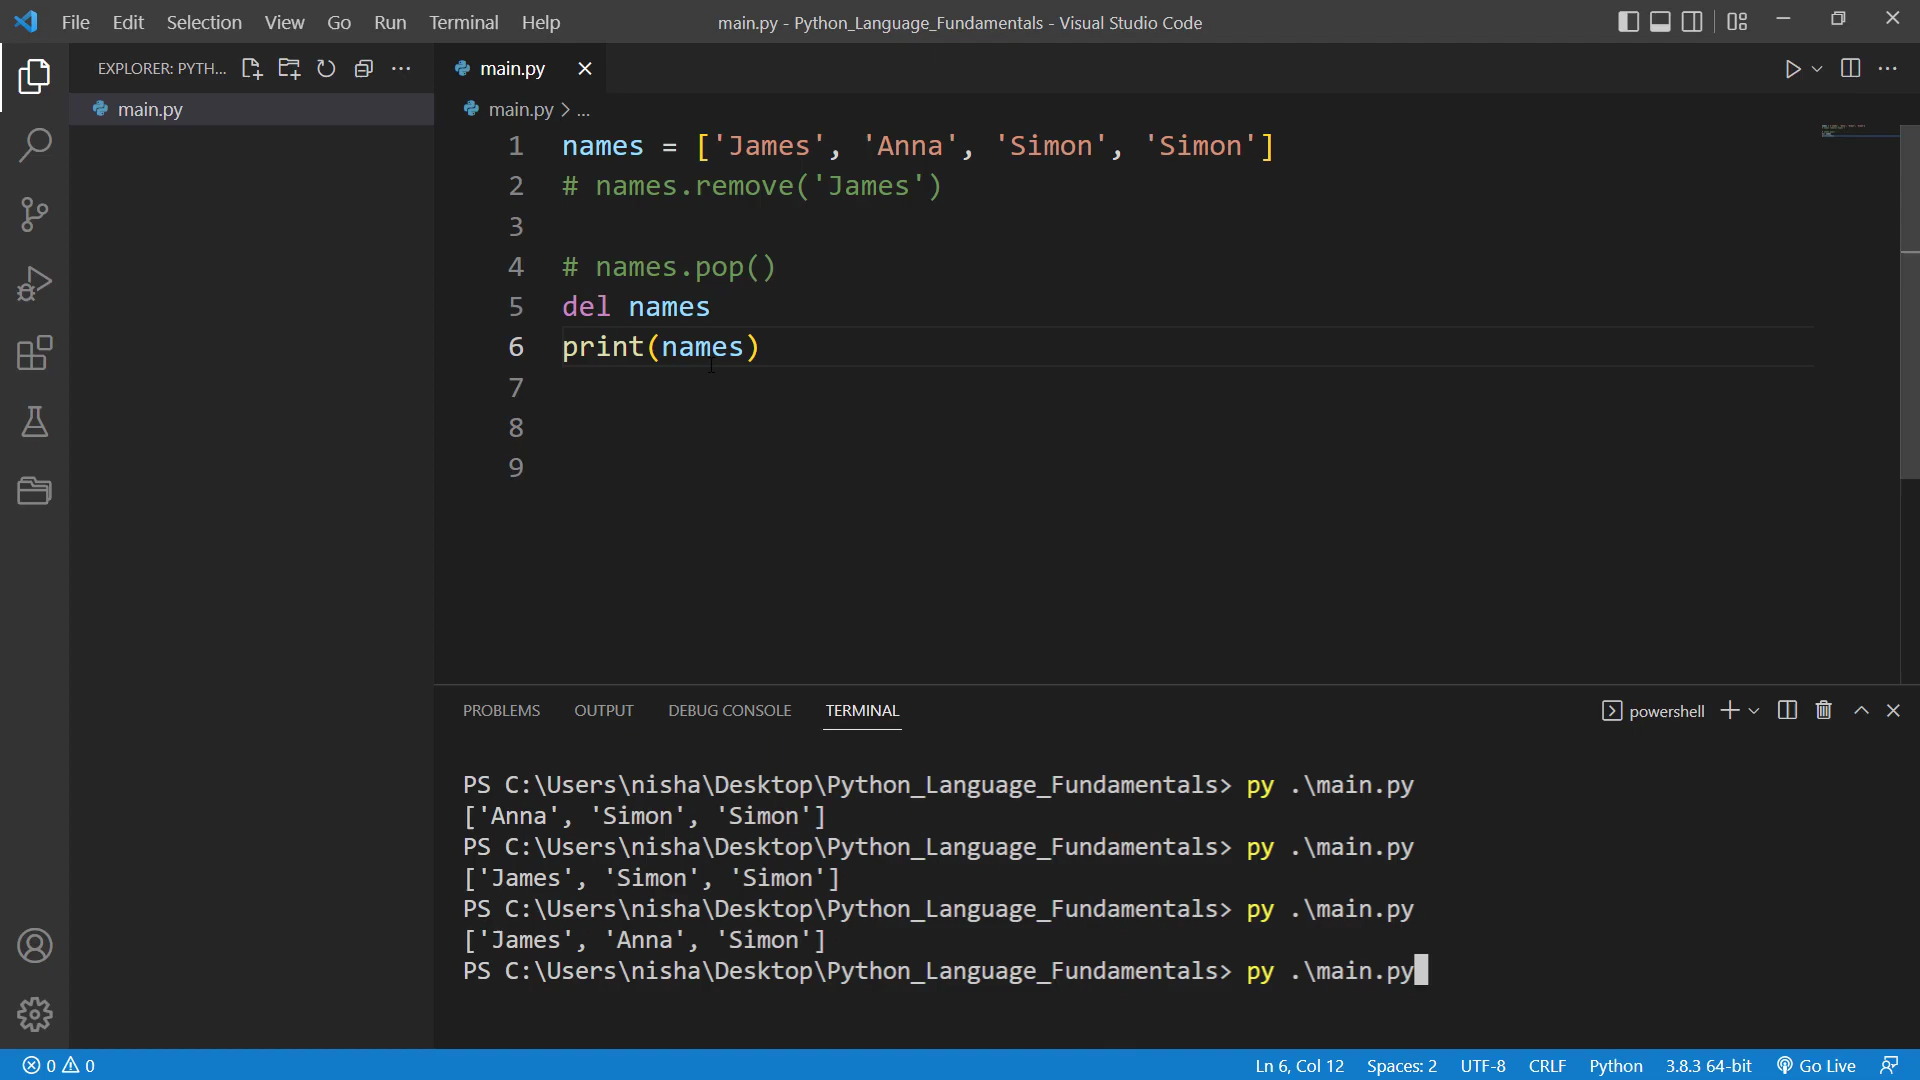 File Edit Selection View Go Run Terminal Help main.py - Python_Language_Fundamentals - Visual Studio Code
EXPLORER: PYTH...
main.py
main.py
main.py > ...
1 names = ['James', 'Anna', 'Simon', 'Simon']
2 # names.remove('James')
3
4 # names.pop()
5 del names
6 print(names)
7
8
9
PROBLEMS OUTPUT DEBUG CONSOLE TERMINAL powershell
PS C:\Users\nisha\Desktop\Python_Language_Fundamentals> py .\main.py
['Anna', 'Simon', 'Simon']
PS C:\Users\nisha\Desktop\Python_Language_Fundamentals> py .\main.py
['James', 'Simon', 'Simon']
PS C:\Users\nisha\Desktop\Python_Language_Fundamentals> py .\main.py
['James', 'Anna', 'Simon']
PS C:\Users\nisha\Desktop\Python_Language_Fundamentals> py .\main.py
0 0 Ln 6, Col 12 Spaces: 2 UTF-8 CRLF Python 3.8.3 64-bit Go Live